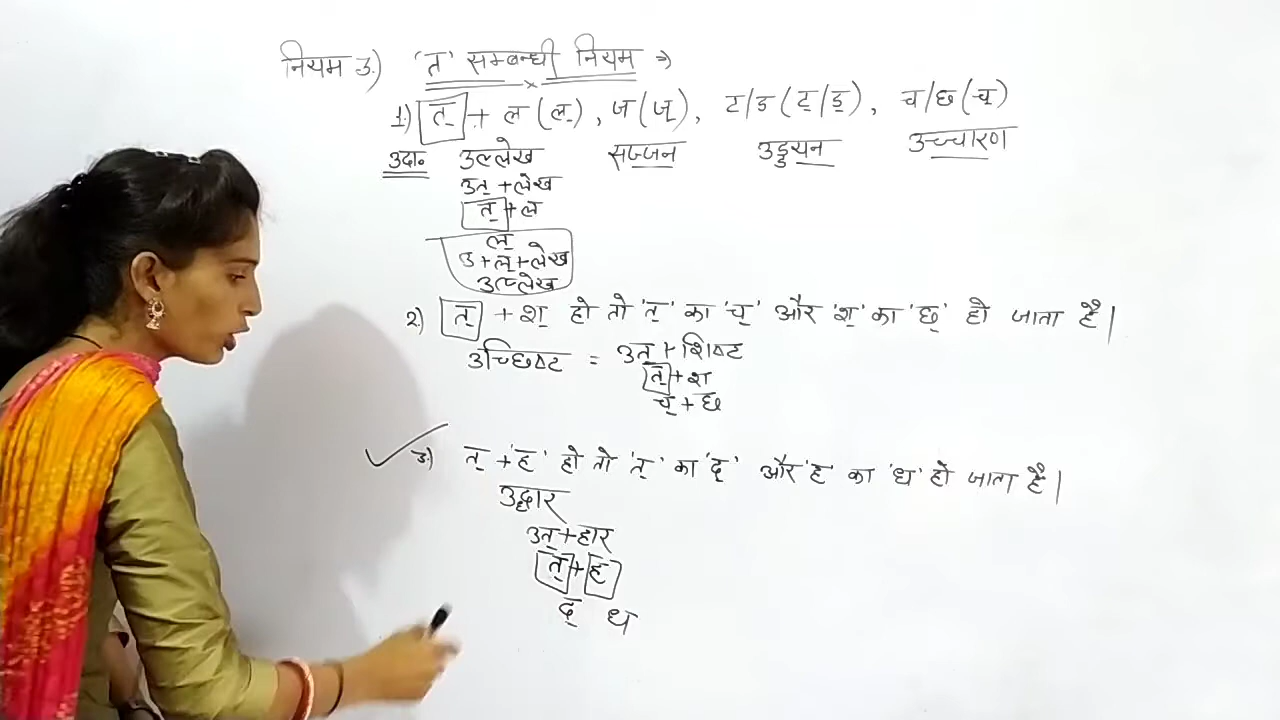 नियम 3.) 'त' सम्बन्धी नियम ⇒
1.) त् + ल (ल्), ज (ज्), ट/ड (ट्/ड्), च/छ (च्)
उदा० उल्लेख सज्जन उड्डयन उच्चारण
उत् + लेख
त् + ल
ल्
उ + ल् + लेख
उल्लेख
2.) त् + श् हो तो 'त्' का 'च्' और 'श्' का 'छ्' हो जाता है।
उच्छिष्ट = उत् + शिष्ट
त् + श
च् + छ
3.) त् + 'ह' हो तो 'त्' का 'द्' और 'ह' का 'ध' हो जाता है।
उद्धार
उत् + हार
त् + ह
द् ध